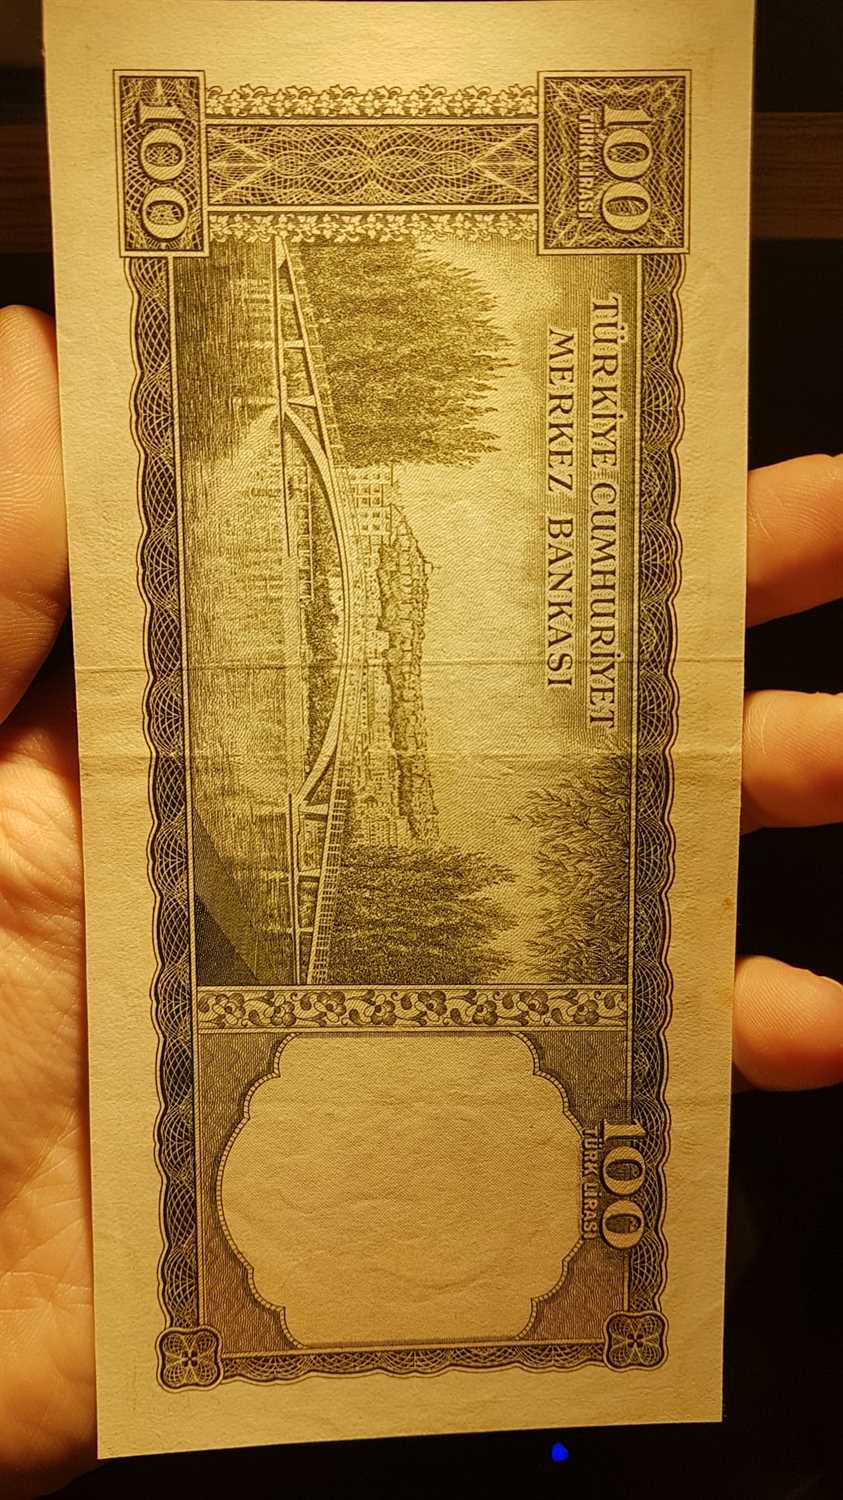 100
TÜRK LİRASI
TÜRKİYE CUMHURİYET
MERKEZ BANKASI
100
TÜRK LİRASI
100